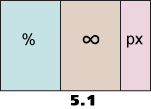 % ∞ px
5.1